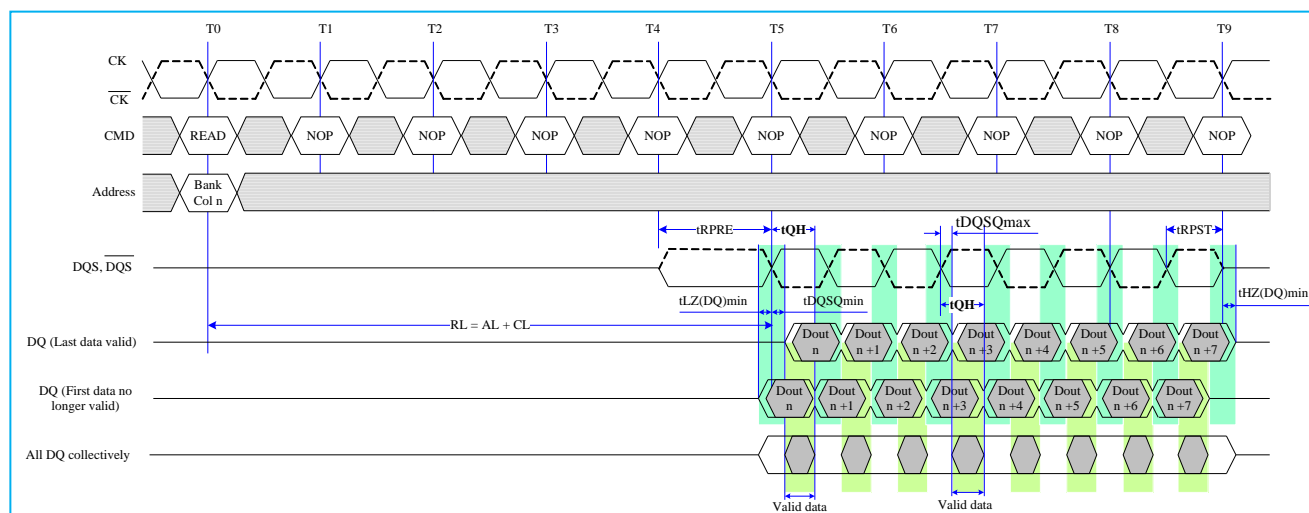 T0 T1 T2 T3 T4 T5 T6 T7 T8 T9
CK
CK
CMD READ NOP NOP NOP NOP NOP NOP NOP NOP NOP
Address Bank
Col n
tRPRE tQH tDQSQmax tRPST
DQS, DQS
tLZ(DQ)min tDQSQmin tQH tHZ(DQ)min
RL = AL + CL
DQ (Last data valid) Dout Dout Dout Dout Dout Dout Dout Dout
n n +1 n +2 n +3 n +4 n +5 n +6 n +7
DQ (First data no
longer valid)
Dout Dout Dout Dout Dout Dout Dout Dout
n n +1 n +2 n +3 n +4 n +5 n +6 n +7
All DQ collectively
Valid data Valid data